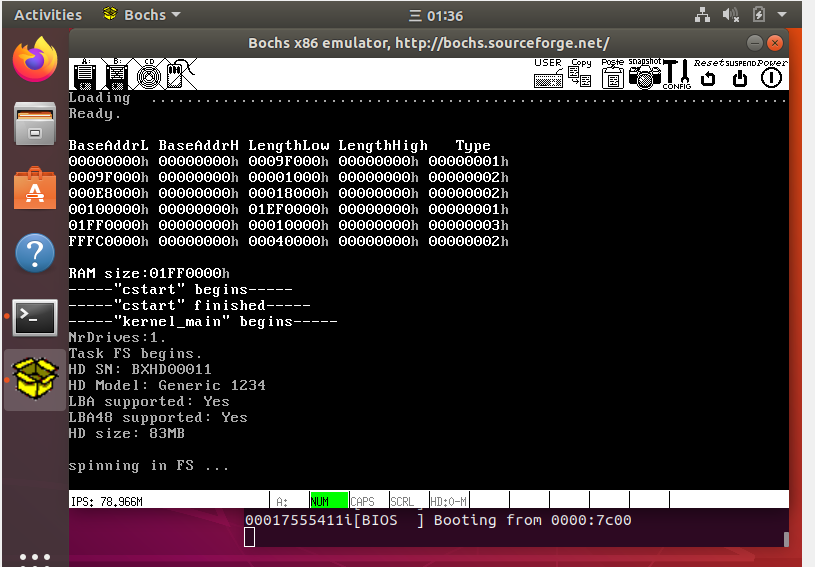 Activities Bochs 三 01:36
Bochs x86 emulator, http://bochs.sourceforge.net/
A: B: CD USER Copy Paste snapshot CONFIG Reset SUSPEND Power
Loading ................................................................
Ready.
BaseAddrL BaseAddrH LengthLow LengthHigh Type
00000000h 00000000h 0009F000h 00000000h 00000001h
0009F000h 00000000h 00001000h 00000000h 00000002h
000E8000h 00000000h 00018000h 00000000h 00000002h
00100000h 00000000h 01EF0000h 00000000h 00000001h
01FF0000h 00000000h 00010000h 00000000h 00000003h
FFFC0000h 00000000h 00040000h 00000000h 00000002h
RAM size:01FF0000h
-----"cstart" begins-----
-----"cstart" finished-----
-----"kernel_main" begins-----
NrDrives:1.
Task FS begins.
HD SN: BXHD00011
HD Model: Generic 1234
LBA supported: Yes
LBA48 supported: Yes
HD size: 83MB
spinning in FS ...
IPS: 78.966M A: NUM CAPS SCRL HD:0-M
00017555411i[BIOS ] Booting from 0000:7c00